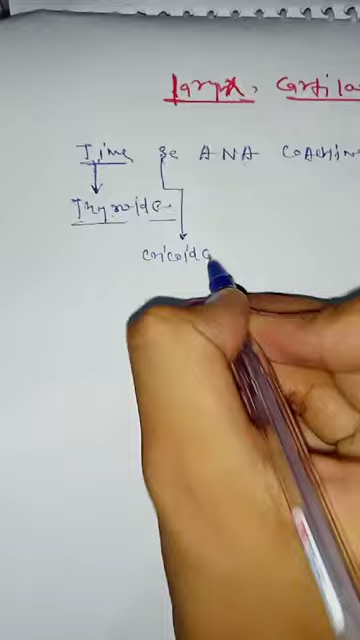 Larynx, Cartila
Time se ANA COACHIN
Thyroid C
Cricoid C